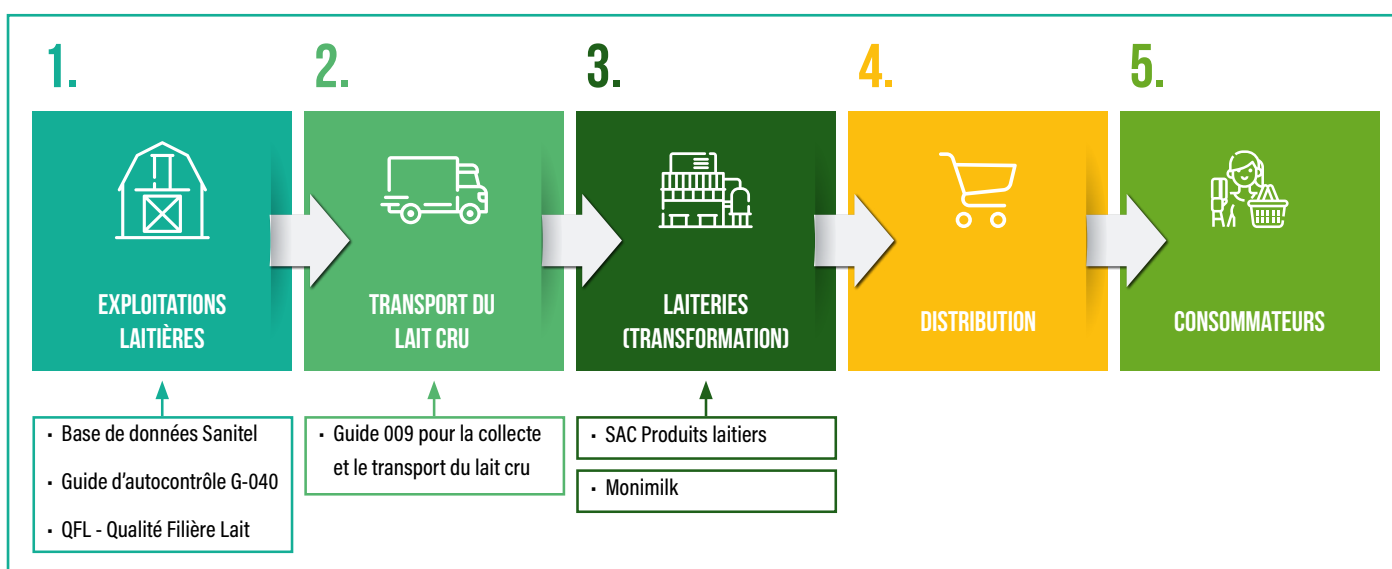 1.
2.
3.
4.
5.
EXPLOITATIONS
LAITIÈRES
TRANSPORT DU
LAIT CRU
LAITERIES
(TRANSFORMATION)
DISTRIBUTION
CONSOMMATEURS
· Base de données Sanitel
· Guide d'autocontrôle G-040
· QFL - Qualité Filière Lait
· Guide 009 pour la collecte
et le transport du lait cru
· SAC Produits laitiers
· Monimilk